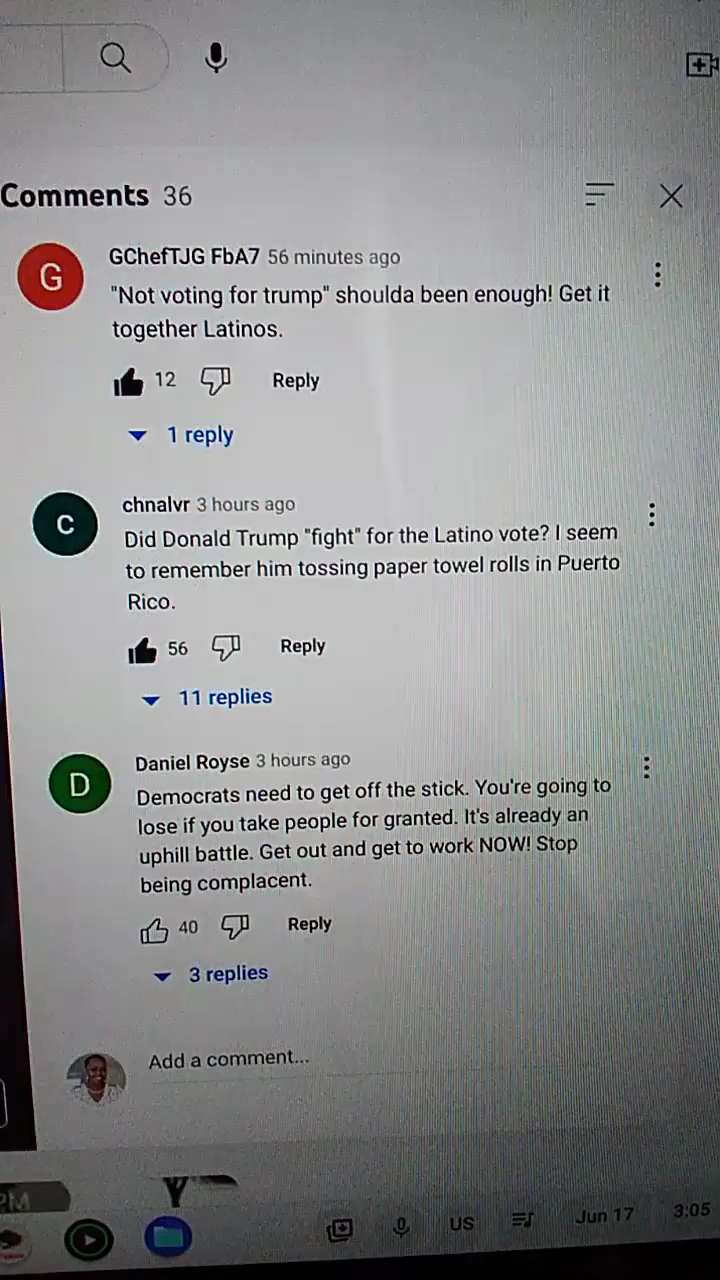 Comments 36
G
GChefTJG FbA7 56 minutes ago
"Not voting for trump" shoulda been enough! Get it
together Latinos.
12 Reply
1 reply
C
chnalvr 3 hours ago
Did Donald Trump "fight" for the Latino vote? I seem
to remember him tossing paper towel rolls in Puerto
Rico.
56 Reply
11 replies
D
Daniel Royse 3 hours ago
Democrats need to get off the stick. You're going to
lose if you take people for granted. It's already an
uphill battle. Get out and get to work NOW! Stop
being complacent.
40 Reply
3 replies
Add a comment...
US Jun 17 3:05